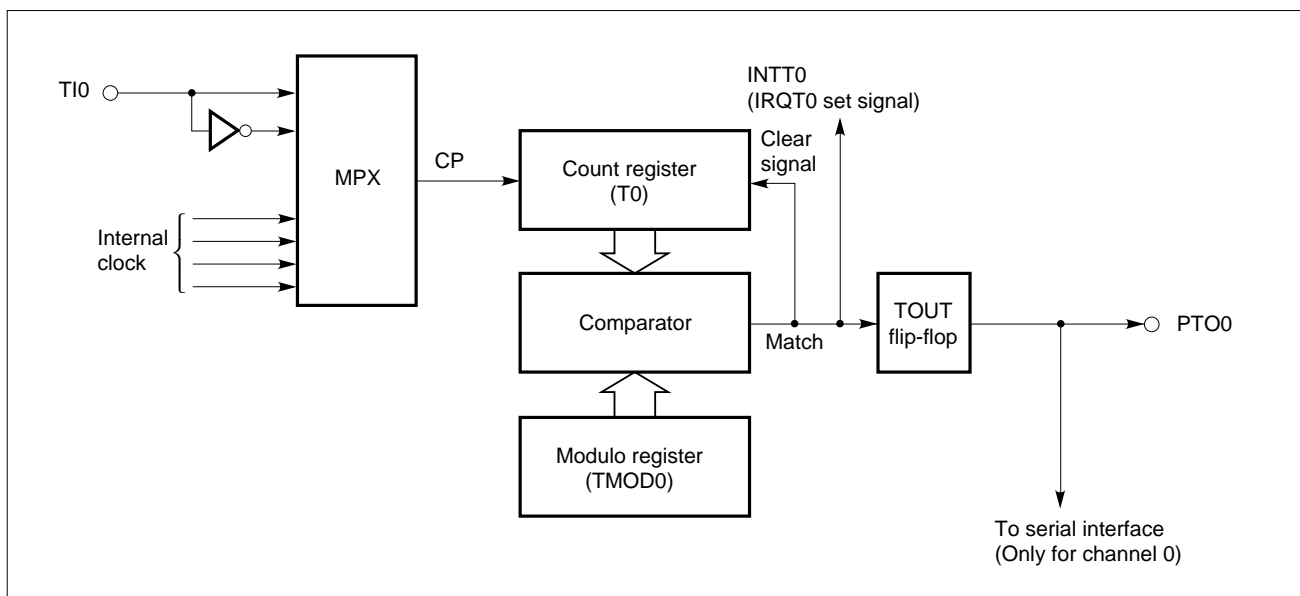 TI0
MPX
Internal
clock
CP
Count register
(T0)
Clear
signal
INTT0
(IRQT0 set signal)
Comparator
Match
TOUT
flip-flop
PTO0
Modulo register
(TMOD0)
To serial interface
(Only for channel 0)